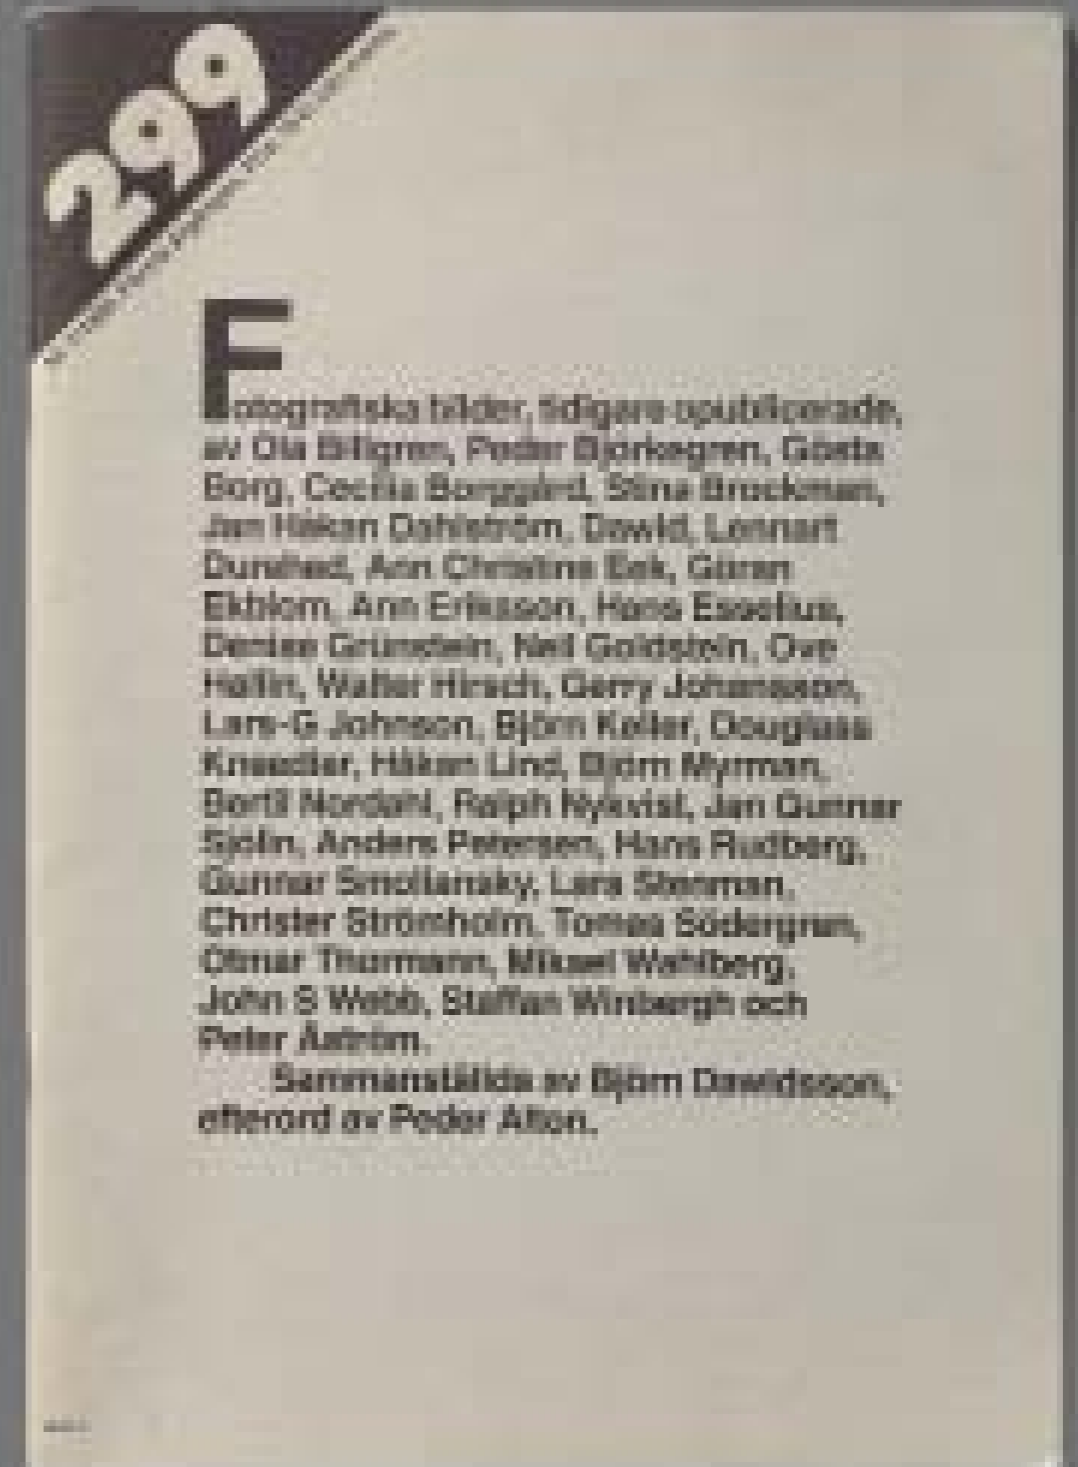 299
Fotografiska bilder, tidigare opublicerade,
av Ola Billgren, Peder Björkegren, Gösta
Borg, Cecilia Borggård, Stina Brockman,
Jan Håkan Dahlström, Dawid, Lennart
Durehed, Ann Christine Eek, Göran
Ekblom, Ann Eriksson, Hans Esselius,
Denise Grünstein, Neil Goldstein, Ove
Hallin, Walter Hirsch, Gerry Johansson,
Lars-G Johnson, Björn Keller, Douglass
Kneedler, Håkan Lind, Björn Myrman,
Bertil Nordahl, Ralph Nykvist, Jan Gunnar
Sjölin, Anders Petersen, Hans Rudberg,
Gunnar Smoliansky, Lars Stenman,
Christer Strömholm, Tomas Södergren,
Otmar Thormann, Mikael Wahlberg,
John S Webb, Staffan Winbergh och
Peter Åström.
Sammanställda av Björn Dawidsson,
efterord av Peder Alton.